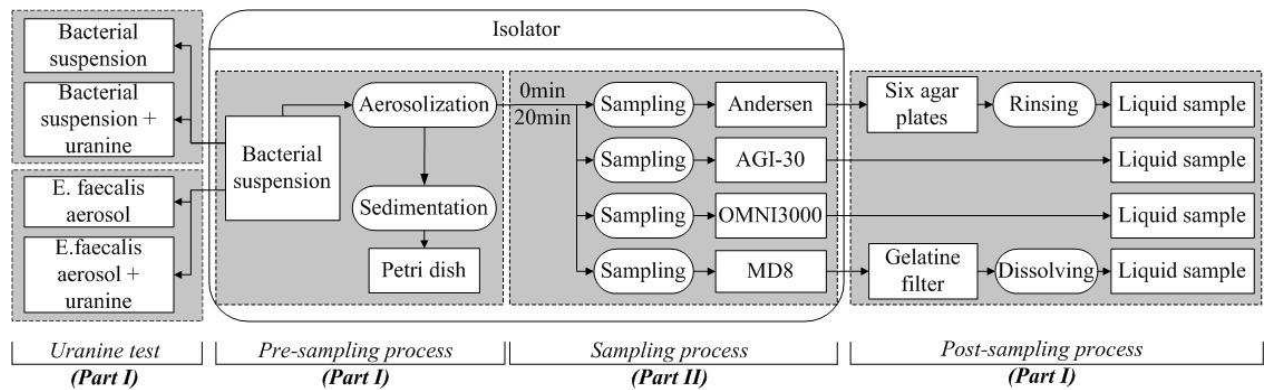 Isolator
Bacterial
suspension
Bacterial
suspension +
uranine
E. faecalis
aerosol
E.faecalis
aerosol +
uranine
Bacterial
suspension
Aerosolization
Sedimentation
Petri dish
0min
20min
Sampling
Andersen
Six agar
plates
Rinsing
Liquid sample
Sampling
AGI-30
Liquid sample
Sampling
OMNI3000
Liquid sample
Sampling
MD8
Gelatine
filter
Dissolving
Liquid sample
Uranine test
(Part I)
Pre-sampling process
(Part I)
Sampling process
(Part II)
Post-sampling process
(Part I)